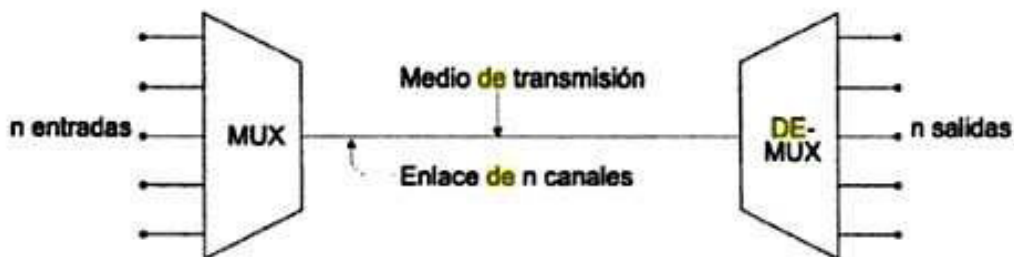 Medio de transmisión
n entradas
MUX
DE-
MUX
n salidas
Enlace de n canales